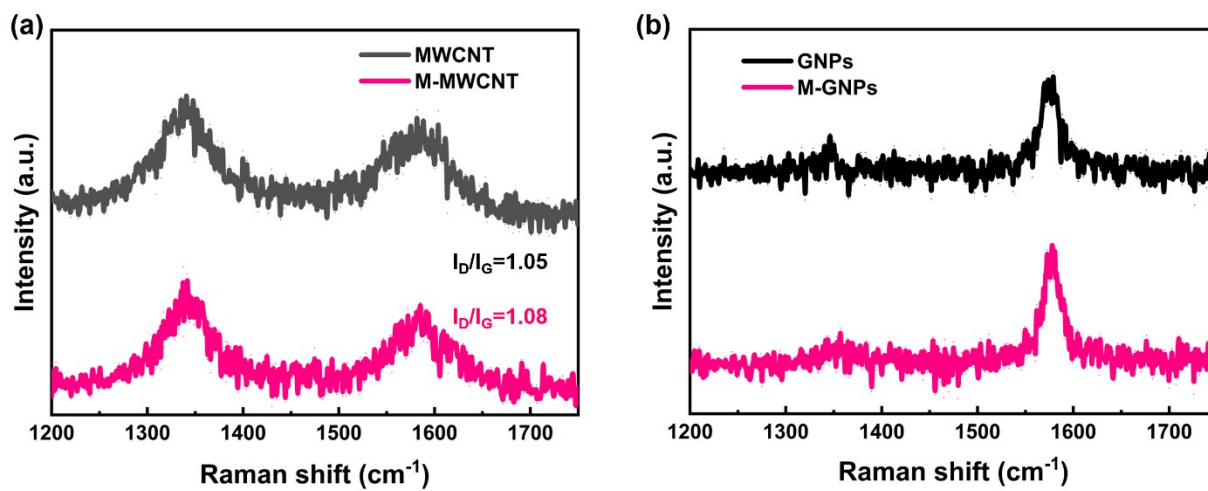 (a)
MWCNT
M-MWCNT
I_D/I_G=1.05
I_D/I_G=1.08
Intensity (a.u.)
1200 1300 1400 1500 1600 1700
Raman shift (cm⁻¹)
(b)
GNPs
M-GNPs
Intensity (a.u.)
1200 1300 1400 1500 1600 1700
Raman shift (cm⁻¹)